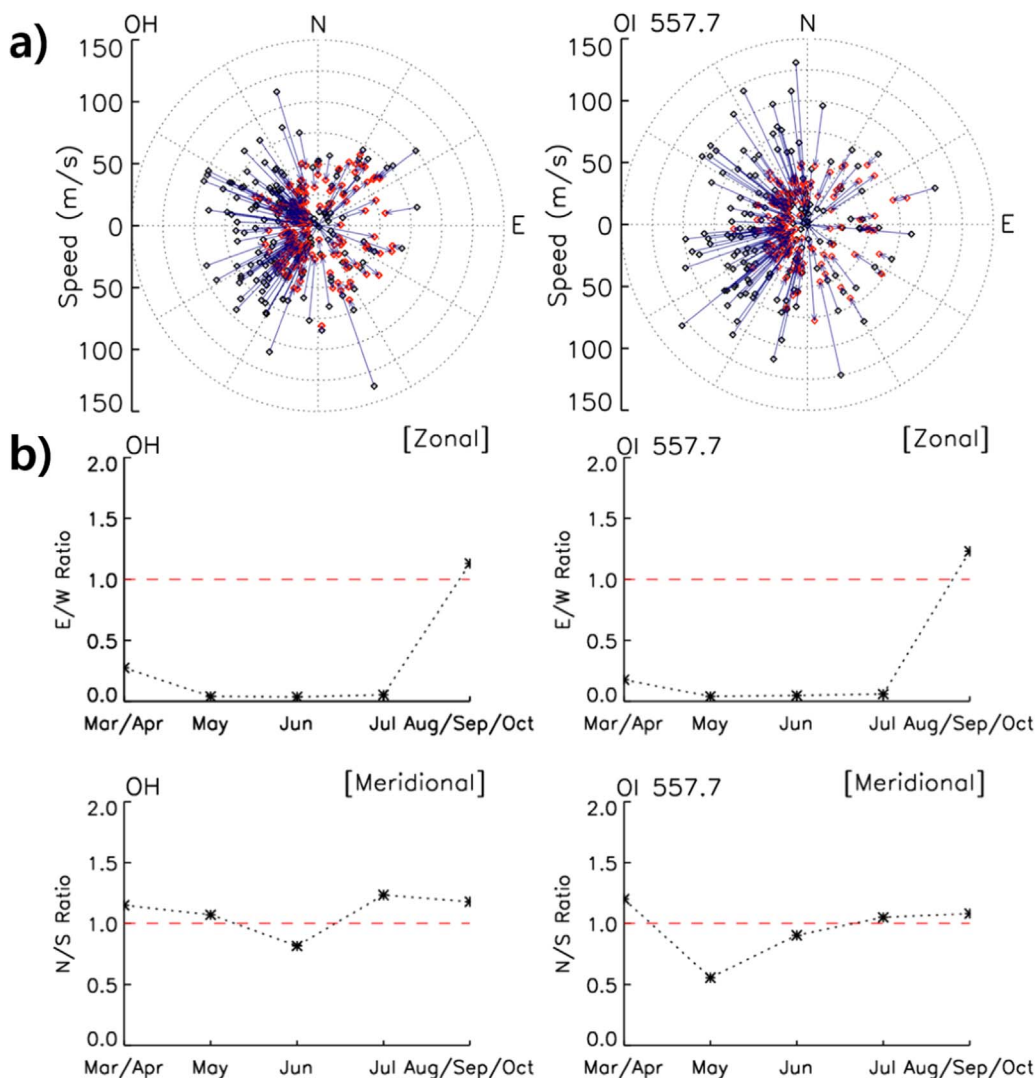 a)
OH
N
OI 557.7
N
150
100
50
0
50
100
150
Speed (m/s)
E
150
100
50
0
50
100
150
Speed (m/s)
E
b)
OH
[Zonal]
2.0
1.5
1.0
0.5
0.0
E/W Ratio
Mar/Apr May Jun Jul Aug/Sep/Oct
OI 557.7
[Zonal]
2.0
1.5
1.0
0.5
0.0
E/W Ratio
Mar/Apr May Jun Jul Aug/Sep/Oct
OH
[Meridional]
2.0
1.5
1.0
0.5
0.0
N/S Ratio
Mar/Apr May Jun Jul Aug/Sep/Oct
OI 557.7
[Meridional]
2.0
1.5
1.0
0.5
0.0
N/S Ratio
Mar/Apr May Jun Jul Aug/Sep/Oct